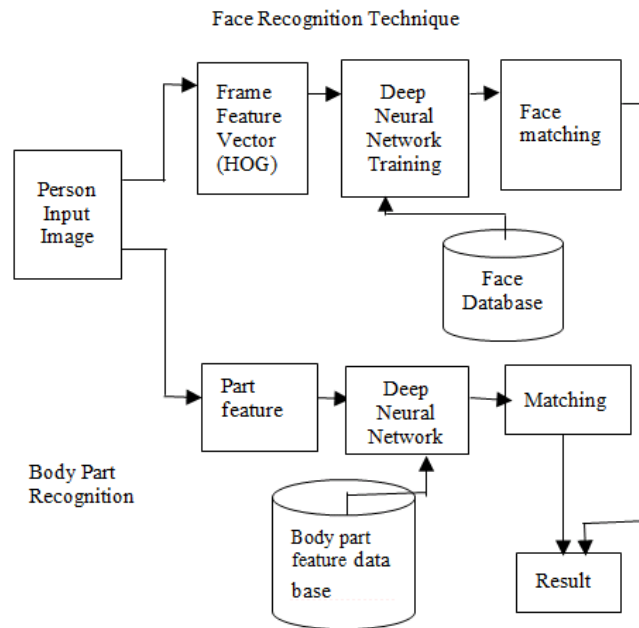 Face Recognition Technique
Frame
Feature
Vector
(HOG)
Deep
Neural
Network
Training
Face
matching
Person
Input
Image
Face
Database
Part
feature
Deep
Neural
Network
Matching
Body Part
Recognition
Body part
feature data
base
Result